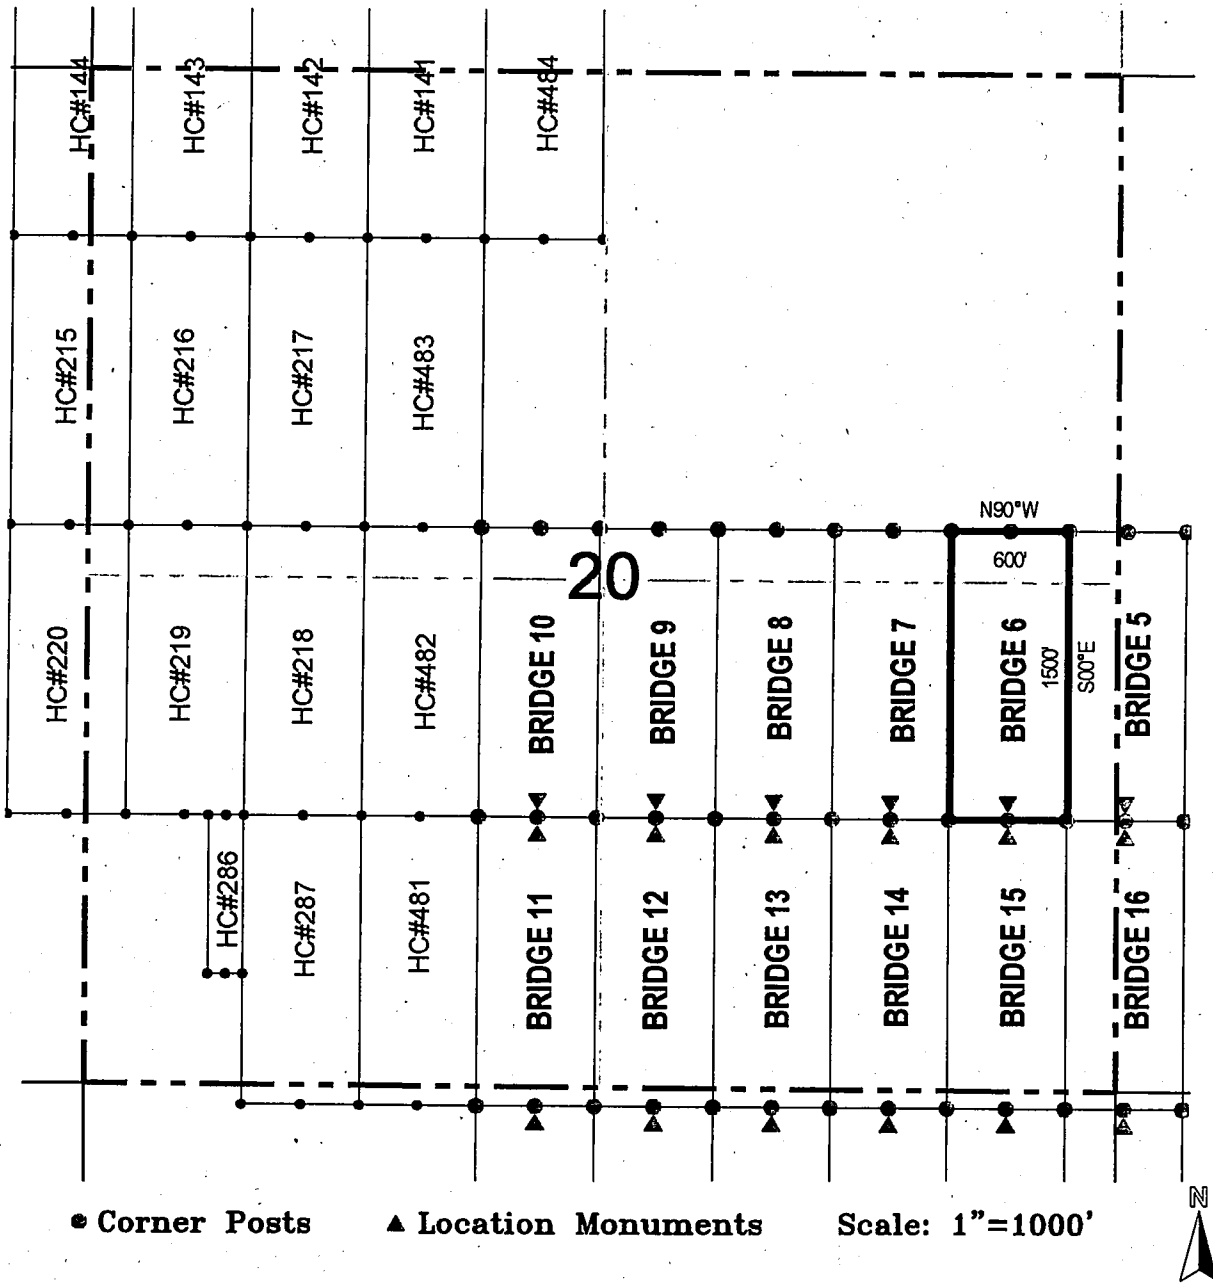 HC#144
HC#143
HC#142
HC#141
HC#484
HC#215
HC#216
HC#217
HC#483
N90°W
600'
20
HC#220
HC#219
HC#218
HC#482
BRIDGE 10
BRIDGE 9
BRIDGE 8
BRIDGE 7
BRIDGE 6
1500'
S00°E
BRIDGE 5
HC#286
HC#287
HC#481
BRIDGE 11
BRIDGE 12
BRIDGE 13
BRIDGE 14
BRIDGE 15
BRIDGE 16
Corner Posts
Location Monuments
Scale: 1"=1000'
N